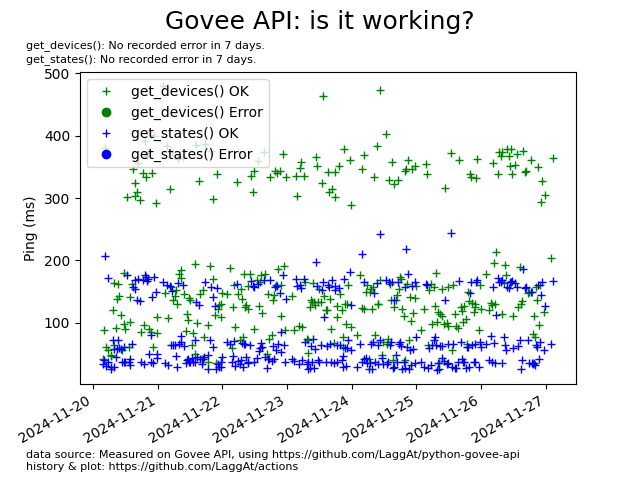 Govee API: is it working?
get_devices(): No recorded error in 7 days.
get_states(): No recorded error in 7 days.
get_devices() OK
get_devices() Error
get_states() OK
get_states() Error
Ping (ms)
500
400
300
200
100
2024-11-20
2024-11-21
2024-11-22
2024-11-23
2024-11-24
2024-11-25
2024-11-26
2024-11-27
data source: Measured on Govee API, using https://github.com/LaggAt/python-govee-api
history & plot: https://github.com/LaggAt/actions